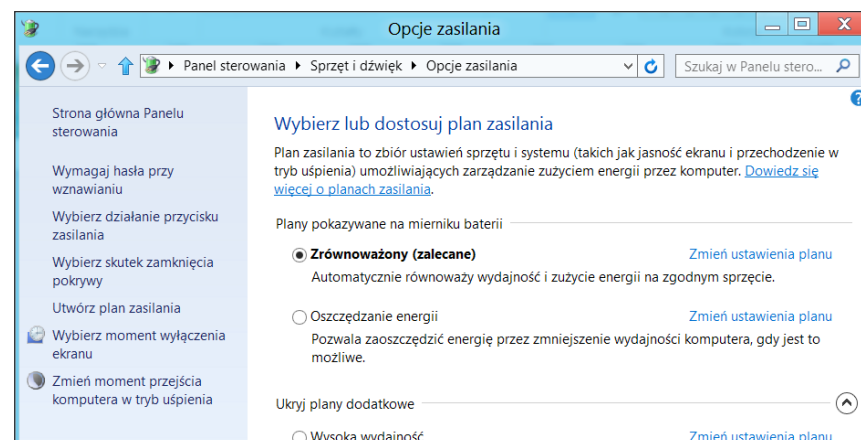 Opcje zasilania
Panel sterowania Sprzęt i dźwięk Opcje zasilania
Szukaj w Panelu stero...
Strona główna Panelu
sterowania
Wymagaj hasła przy
wznawianiu
Wybierz działanie przycisku
zasilania
Wybierz skutek zamknięcia
pokrywy
Utwórz plan zasilania
Wybierz moment wyłączenia
ekranu
Zmień moment przejścia
komputera w tryb uśpienia
Wybierz lub dostosuj plan zasilania
Plan zasilania to zbiór ustawień sprzętu i systemu (takich jak jasność ekranu i przechodzenie w
tryb uśpienia) umożliwiających zarządzanie zużyciem energii przez komputer. Dowiedz się
więcej o planach zasilania.
Plany pokazywane na mierniku baterii
Zrównoważony (zalecane) Zmień ustawienia planu
Automatycznie równoważy wydajność i zużycie energii na zgodnym sprzęcie.
Oszczędzanie energii Zmień ustawienia planu
Pozwala zaoszczędzić energię przez zmniejszenie wydajności komputera, gdy jest to
możliwe.
Ukryj plany dodatkowe
Wysoka wydajność Zmień ustawienia planu